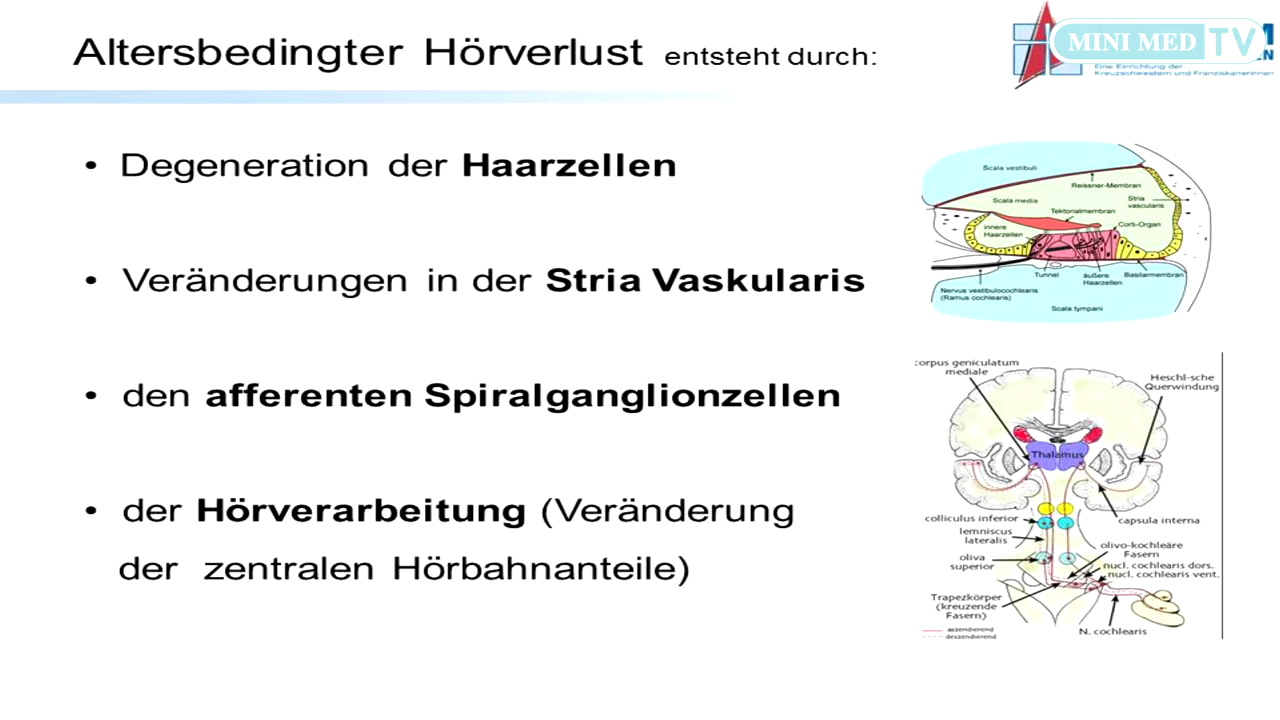 Altersbedingter Hörverlust entsteht durch:
MINI MED TV
Eine Einrichtung der
Kreuzschwestern und Franziskanerinnen
• Degeneration der Haarzellen
• Veränderungen in der Stria Vaskularis
• den afferenten Spiralganglionzellen
• der Hörverarbeitung (Veränderung
der zentralen Hörbahnanteile)
Scala vestibuli
Reissner-Membran
Scala media
Stria
vascularis
Tektorialmembran
Corti-Organ
innere
Haarzellen
Tunnel
äußere
Haarzellen
Basilarmembran
Nervus vestibulocochlearis
(Ramus cochlearis)
Scala tympani
corpus geniculatum
mediale
Heschl-sche
Querwindung
Thalamus
colliculus inferior
capsula interna
lemniscus
lateralis
olivo-kochleäre
Fasern
oliva
superior
nucl. cochlearis dors.
nucl. cochlearis vent.
Trapezkörper
(kreuzende
Fasern)
N. cochlearis
aszendierend
deszendierend